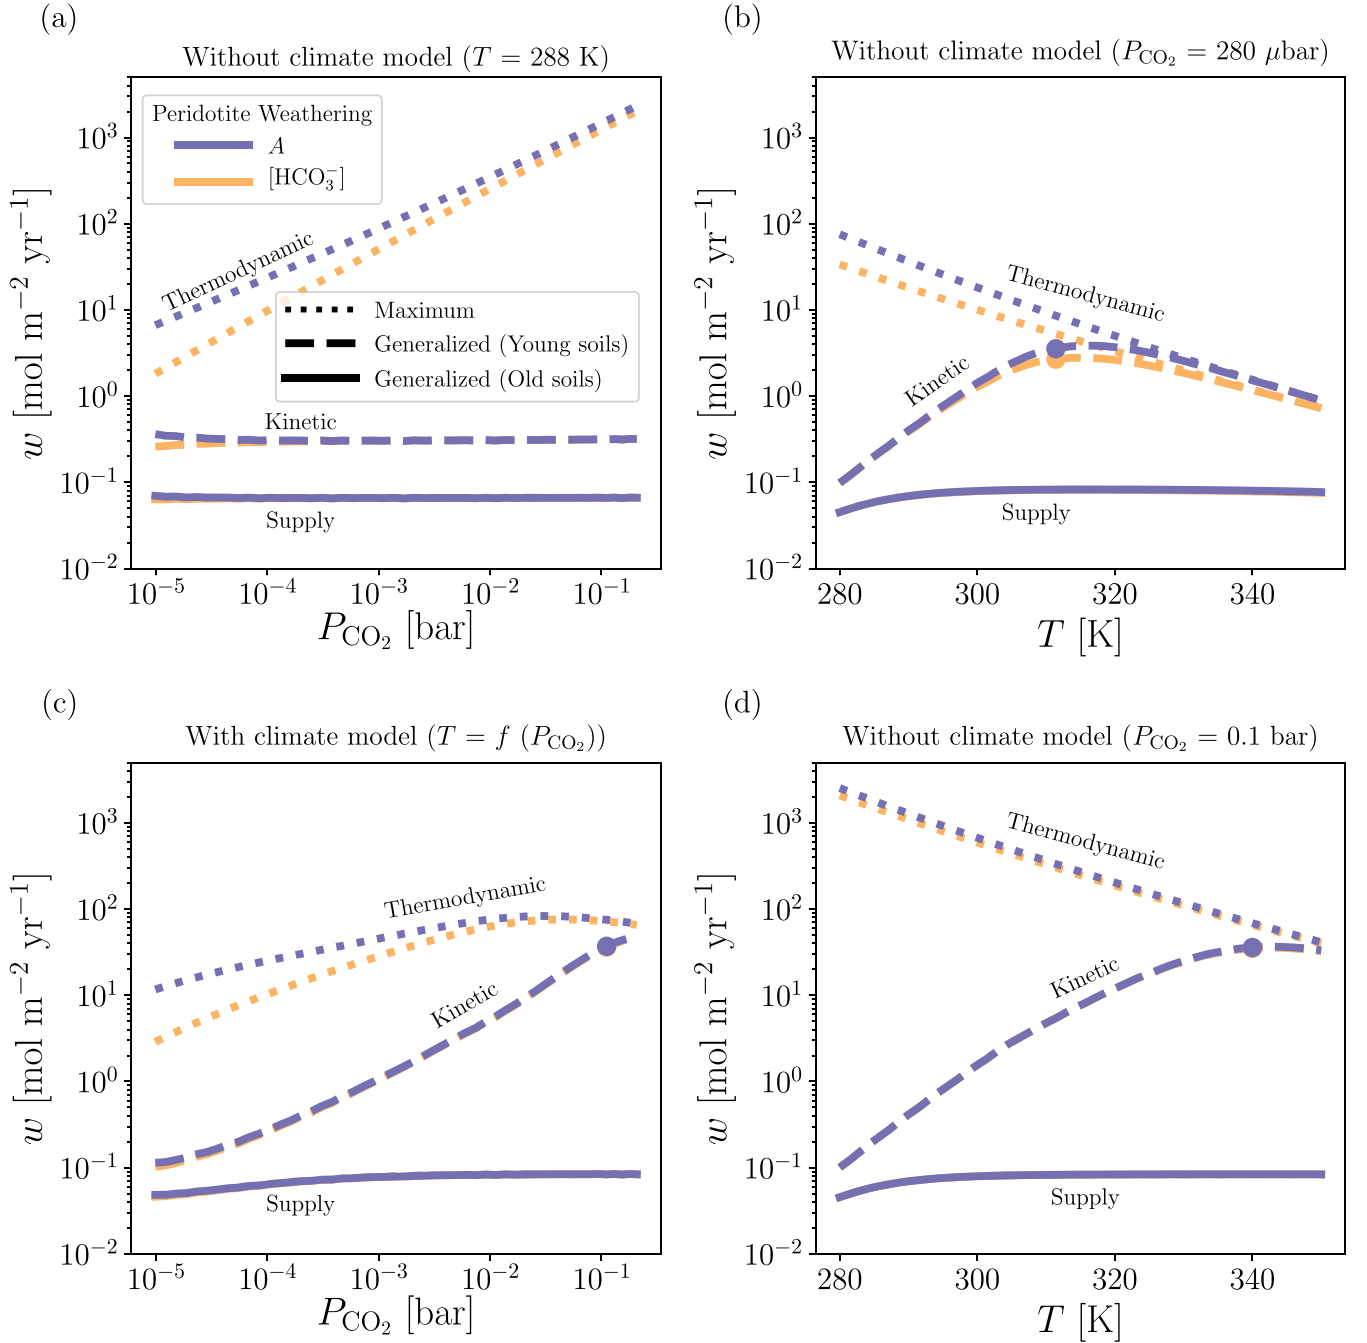 (a)
Without climate model (T = 288 K)
Peridotite Weathering
A
[HCO₃⁻]
Thermodynamic
Maximum
Generalized (Young soils)
Generalized (Old soils)
Kinetic
Supply
10³
10²
10¹
10⁰
10⁻¹
10⁻²
w [mol m⁻² yr⁻¹]
10⁻⁵ 10⁻⁴ 10⁻³ 10⁻² 10⁻¹
P_CO₂ [bar]
(b)
Without climate model (P_CO₂ = 280 μbar)
Thermodynamic
Kinetic
Supply
10³
10²
10¹
10⁰
10⁻¹
10⁻²
w [mol m⁻² yr⁻¹]
280 300 320 340
T [K]
(c)
With climate model (T = f (P_CO₂))
Thermodynamic
Kinetic
Supply
10³
10²
10¹
10⁰
10⁻¹
10⁻²
w [mol m⁻² yr⁻¹]
10⁻⁵ 10⁻⁴ 10⁻³ 10⁻² 10⁻¹
P_CO₂ [bar]
(d)
Without climate model (P_CO₂ = 0.1 bar)
Thermodynamic
Kinetic
Supply
10³
10²
10¹
10⁰
10⁻¹
10⁻²
w [mol m⁻² yr⁻¹]
280 300 320 340
T [K]